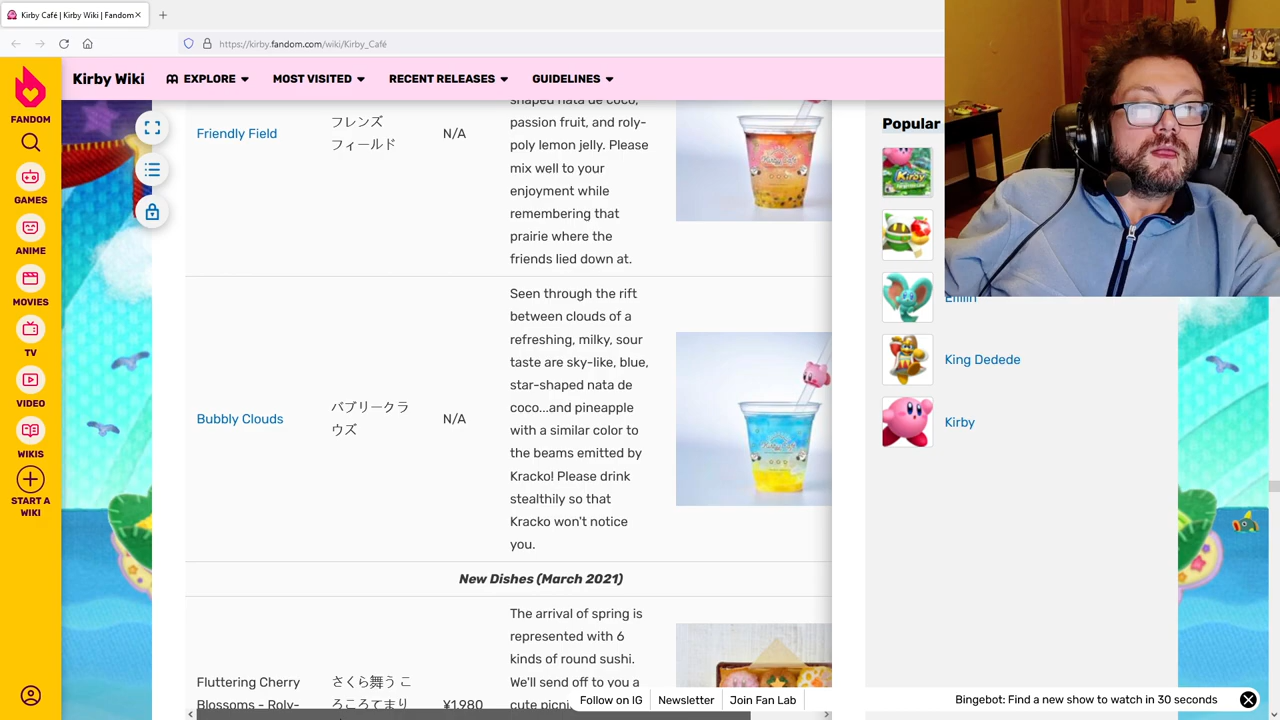 Kirby Café | Kirby Wiki | Fandom
https://kirby.fandom.com/wiki/Kirby_Café
FANDOM
GAMES
ANIME
MOVIES
TV
VIDEO
WIKIS
START A
WIKI
Kirby Wiki
EXPLORE
MOST VISITED
RECENT RELEASES
GUIDELINES
Friendly Field
フレンズ
フィールド
N/A
shaped nata de coco,
passion fruit, and roly-
poly lemon jelly. Please
mix well to your
enjoyment while
remembering that
prairie where the
friends lied down at.
Bubbly Clouds
バブリークラ
ウズ
N/A
Seen through the rift
between clouds of a
refreshing, milky, sour
taste are sky-like, blue,
star-shaped nata de
coco...and pineapple
with a similar color to
the beams emitted by
Kracko! Please drink
stealthily so that
Kracko won't notice
you.
New Dishes (March 2021)
Fluttering Cherry
Blossoms - Roly-
さくら舞う こ
ろころてまり
¥1980
The arrival of spring is
represented with 6
kinds of round sushi.
We'll send off to you a
cute
Popular
Kirby
Elfilin
King Dedede
Kirby
Follow on IG
Newsletter
Join Fan Lab
Bingebot: Find a new show to watch in 30 seconds